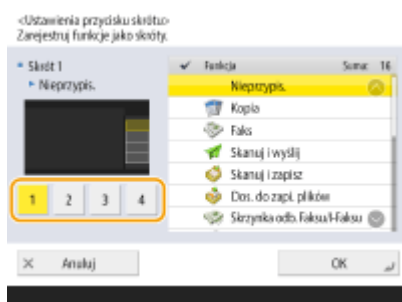 <Ustawienia przycisku skrótu>
Zarejestruj funkcje jako skróty.
Skrót 1
Nieprzypis.
1 2 3 4
Funkcja Suma: 16
Nieprzypis.
Kopia
Faks
Skanuj i wyślij
Skanuj i zapisz
Dos. do zapi. plików
Skrzynka odb. Faksu/I-Faksu
Anuluj
OK